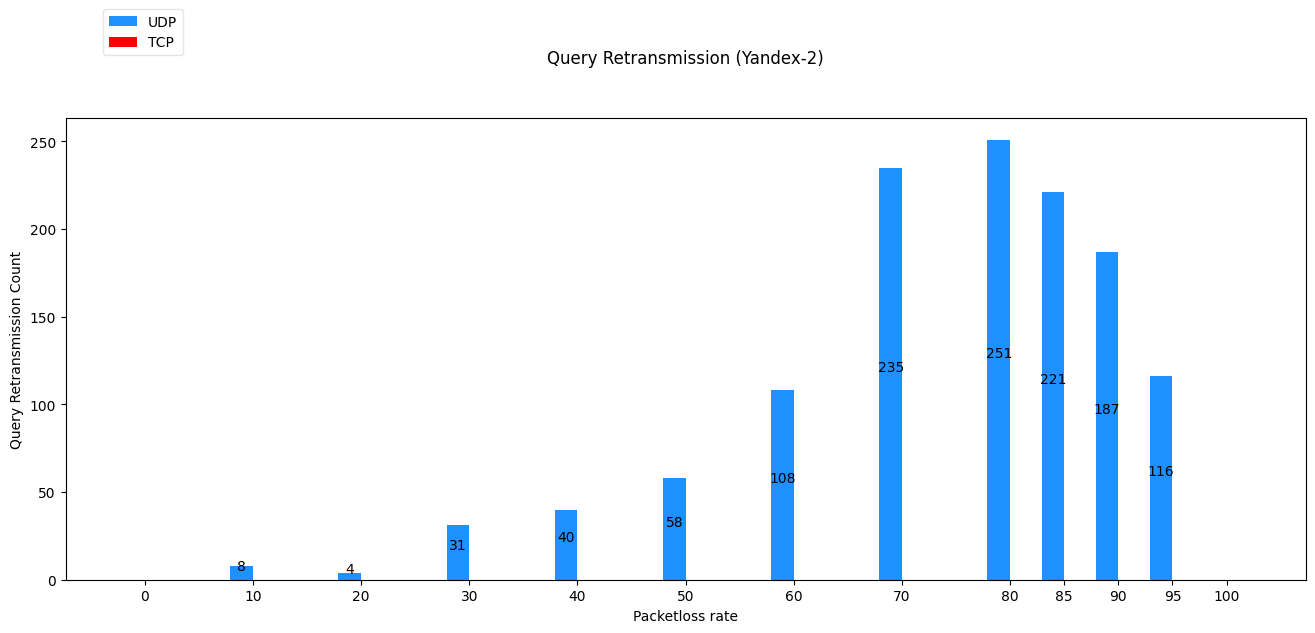 UDP
TCP
Query Retransmission (Yandex-2)
Query Retransmission Count
250
200
150
100
50
0
8
4
31
40
58
108
235
251
221
187
116
0 10 20 30 40 50 60 70 80 85 90 95 100
Packetloss rate